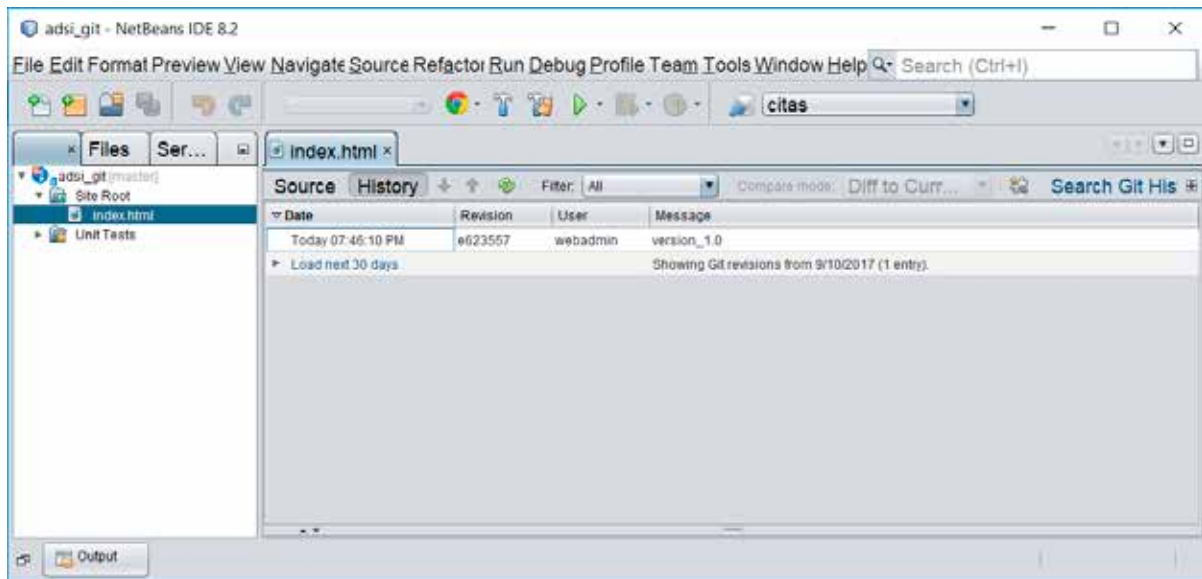 adsi_git - NetBeans IDE 8.2
File Edit Format Preview View Navigate Source Refactor Run Debug Profile Team Tools Window Help Search (Ctrl+I)
citas
Files Ser... index.html
adsi_git [master]
Source History Filter: All Compare mode: Diff to Curr... Search Git His
Site Root
index.html
Date Revision User Message
Unit Tests
Today 07:46:10 PM e623557 webadmin version_1.0
Load next 30 days Showing Git revisions from 9/10/2017 (1 entry).
Output